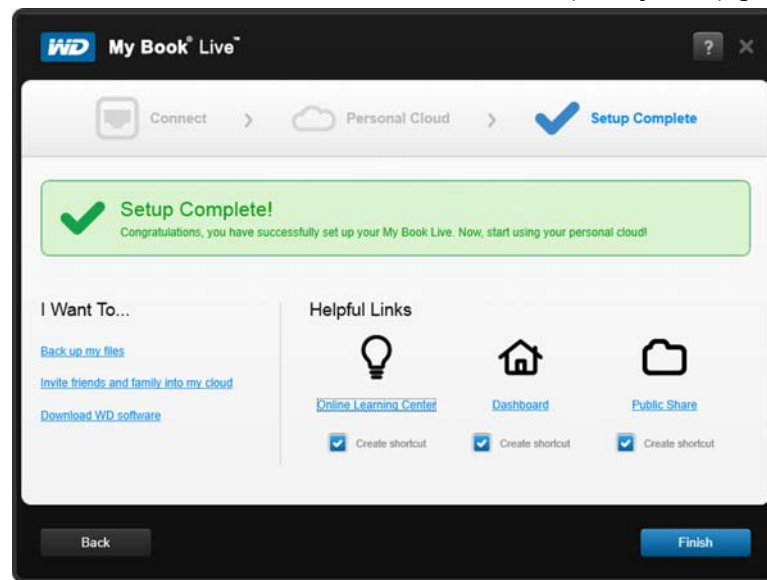 WD My Book® Live™ ?
Connect > Personal Cloud > Setup Complete
Setup Complete!
Congratulations, you have successfully set up your My Book Live. Now, start using your personal cloud!
I Want To...
Back up my files
Invite friends and family into my cloud
Download WD software
Helpful Links
Online Learning Center Dashboard Public Share
Create shortcut Create shortcut Create shortcut
Back Finish